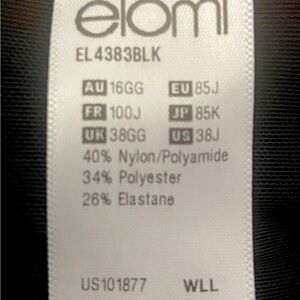 elomi
EL4383BLK
AU 16GG EU 85J
FR 100J JP 85K
UK 38GG US 38J
40% Nylon/Polyamide
34% Polyester
26% Elastane
US101877 WLL